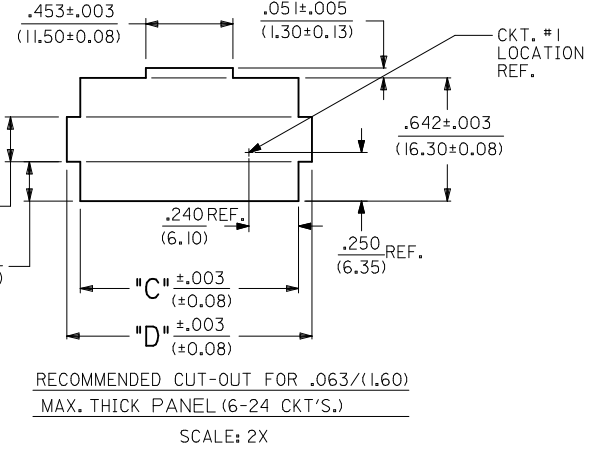 .453±.003
(11.50±0.08)
.051±.005
(1.30±0.13)
CKT. #1
LOCATION
REF.
.642±.003
(16.30±0.08)
.240 REF.
(6.10)
.250 REF.
(6.35)
"C" ±.003
(±0.08)
"D" ±.003
(±0.08)
RECOMMENDED CUT-OUT FOR .063/(1.60)
MAX. THICK PANEL (6-24 CKT'S.)
SCALE: 2X